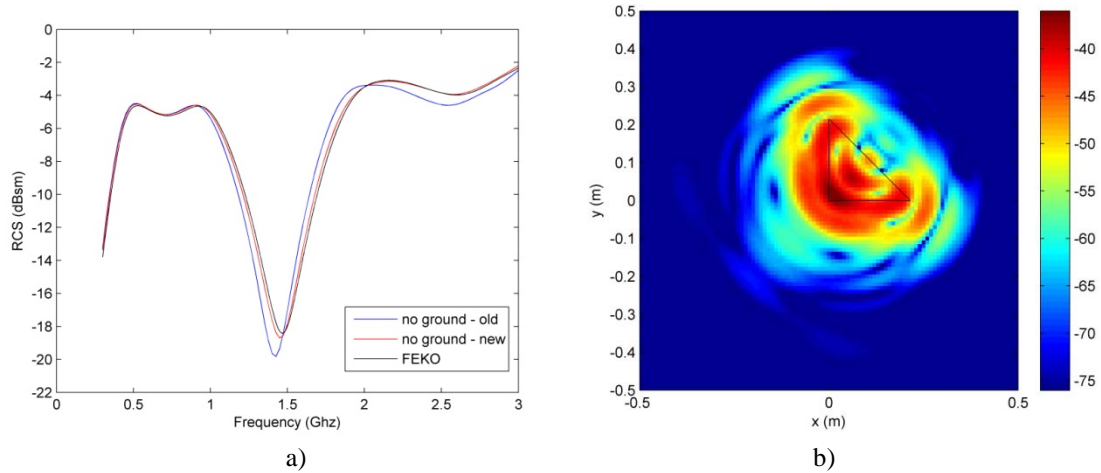 0
-2
-4
-6
-8
-10
-12
-14
-16
-18
-20
-22
RCS (dBsm)
0 0.5 1 1.5 2 2.5 3
Frequency (Ghz)
no ground - old
no ground - new
FEKO
a)
0.5
0.4
0.3
0.2
0.1
0
-0.1
-0.2
-0.3
-0.4
-0.5
y (m)
-0.5 0 0.5
x (m)
-40
-45
-50
-55
-60
-65
-70
-75
b)